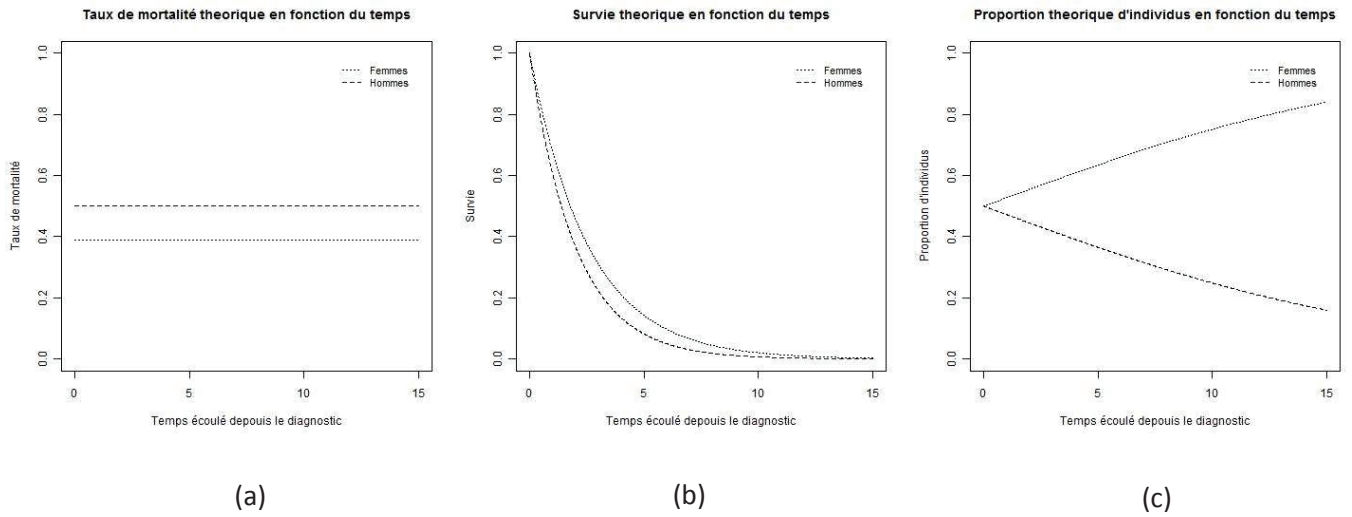 Taux de mortalité theorique en fonction du temps
Taux de mortalité
1.0
0.8
0.6
0.4
0.2
0.0
Femmes
Hommes
0 5 10 15
Temps écoulé depouis le diagnostic
(a)
Survie theorique en fonction du temps
Survie
1.0
0.8
0.6
0.4
0.2
0.0
Femmes
Hommes
0 5 10 15
Temps écoulé depouis le diagnostic
(b)
Proportion theorique d'individus en fonction du temps
Proportion d'individus
1.0
0.8
0.6
0.4
0.2
0.0
Femmes
Hommes
0 5 10 15
Temps écoulé depouis le diagnostic
(c)